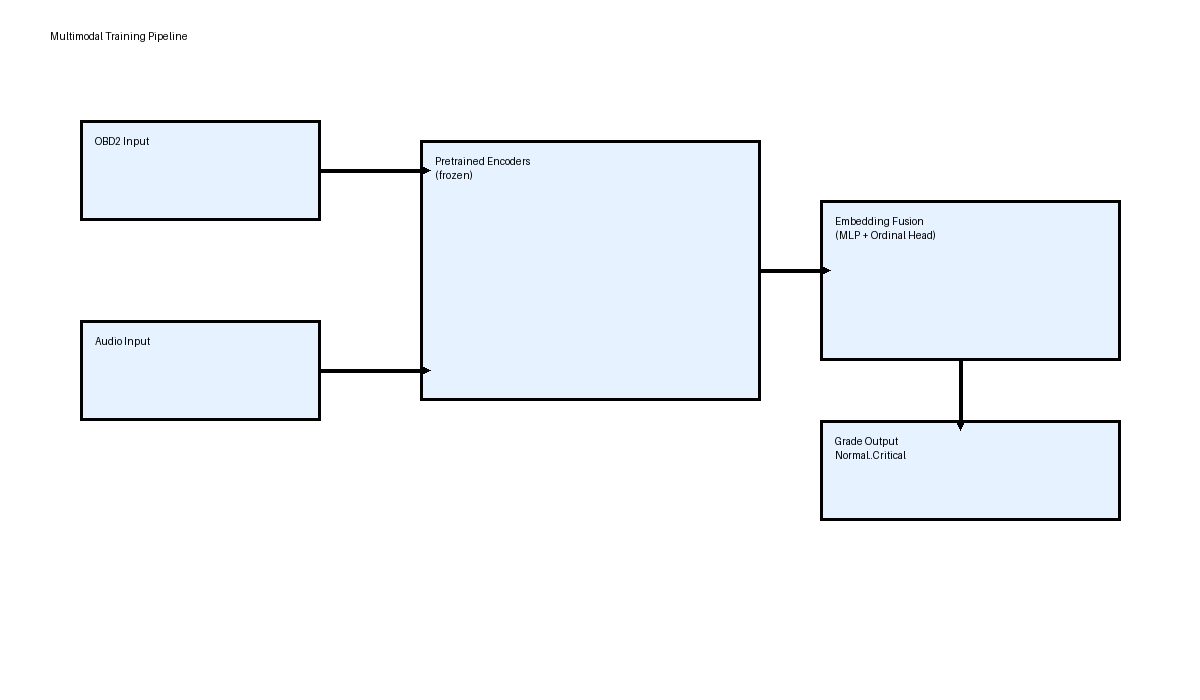 Multimodal Training Pipeline
OBD2 Input
Pretrained Encoders
(frozen)
Embedding Fusion
(MLP + Ordinal Head)
Audio Input
Grade Output
Normal..Critical